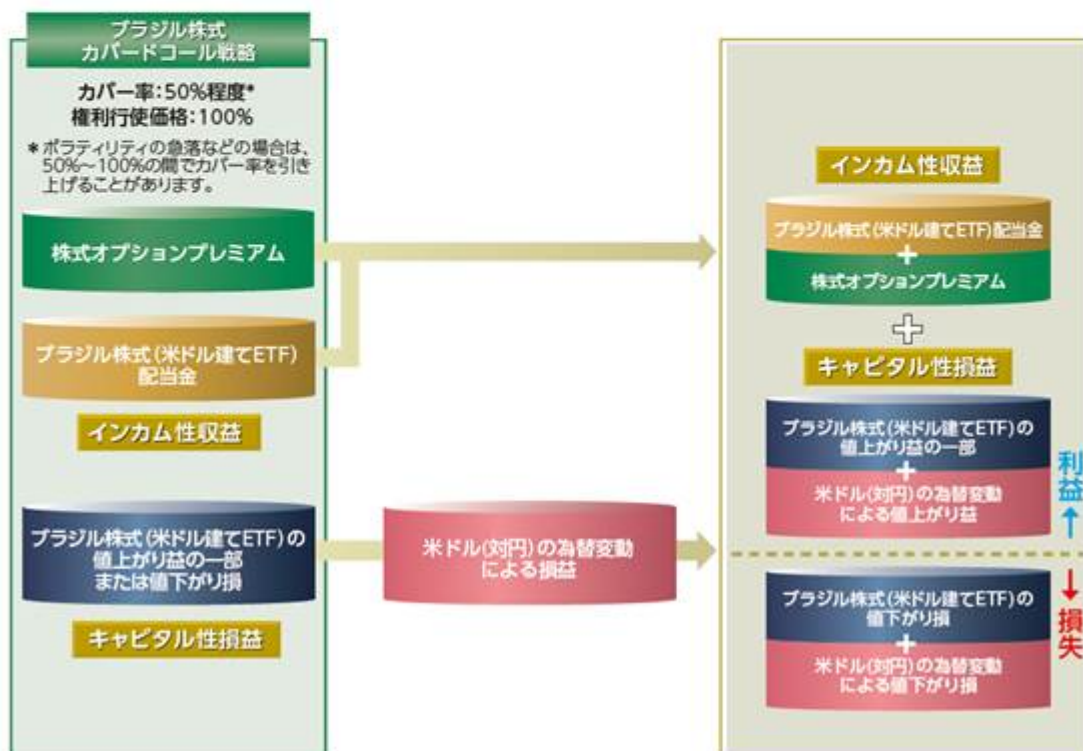 ブラジル株式
カバードコール戦略
カバー率：50%程度*
権利行使価格：100%
*ボラティリティの急落などの場合は、
50%～100%の間でカバー率を引き
上げることがあります。
株式オプションプレミアム
ブラジル株式（米ドル建てETF）
配当金
インカム性収益
ブラジル株式（米ドル建てETF）の
値上がり益の一部
または値下がり損
キャピタル性損益
米ドル（対円）の為替変動
による損益
インカム性収益
ブラジル株式（米ドル建てETF）配当金
+
株式オプションプレミアム
+
キャピタル性損益
ブラジル株式（米ドル建てETF）の
値上がり益の一部
+
米ドル（対円）の為替変動
による値上がり益
利益↑
ブラジル株式（米ドル建てETF）の
値下がり損
+
米ドル（対円）の為替変動
による値下がり損
↓損失